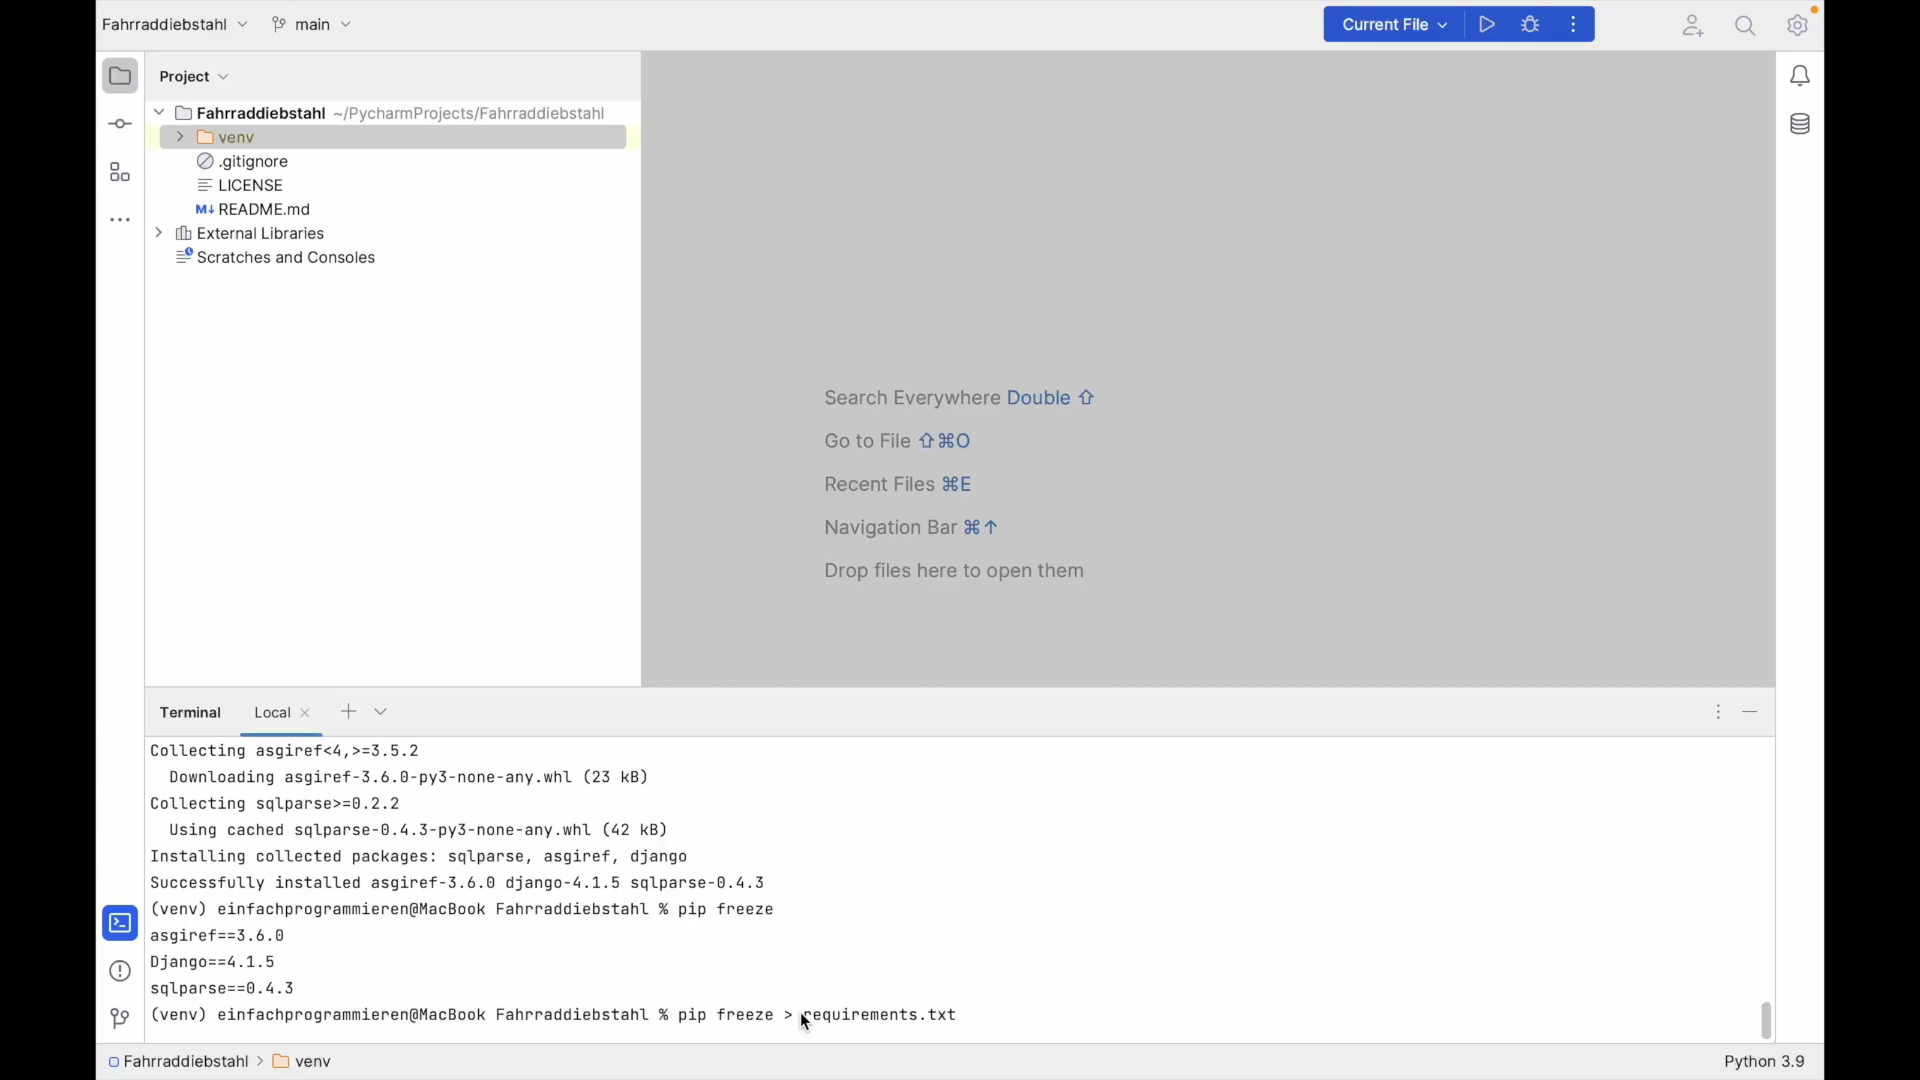 Fahrraddiebstahl main Current File
Project
Fahrraddiebstahl ~/PycharmProjects/Fahrraddiebstahl
venv
.gitignore
LICENSE
M↓ README.md
External Libraries
Scratches and Consoles
Search Everywhere Double ⇧
Go to File ⇧⌘O
Recent Files ⌘E
Navigation Bar ⌘↑
Drop files here to open them
Terminal Local
Collecting asgiref<4,>=3.5.2
Downloading asgiref-3.6.0-py3-none-any.whl (23 kB)
Collecting sqlparse>=0.2.2
Using cached sqlparse-0.4.3-py3-none-any.whl (42 kB)
Installing collected packages: sqlparse, asgiref, django
Successfully installed asgiref-3.6.0 django-4.1.5 sqlparse-0.4.3
(venv) einfachprogrammieren@MacBook Fahrraddiebstahl % pip freeze
asgiref==3.6.0
Django==4.1.5
sqlparse==0.4.3
(venv) einfachprogrammieren@MacBook Fahrraddiebstahl % pip freeze > requirements.txt
Fahrraddiebstahl > venv Python 3.9